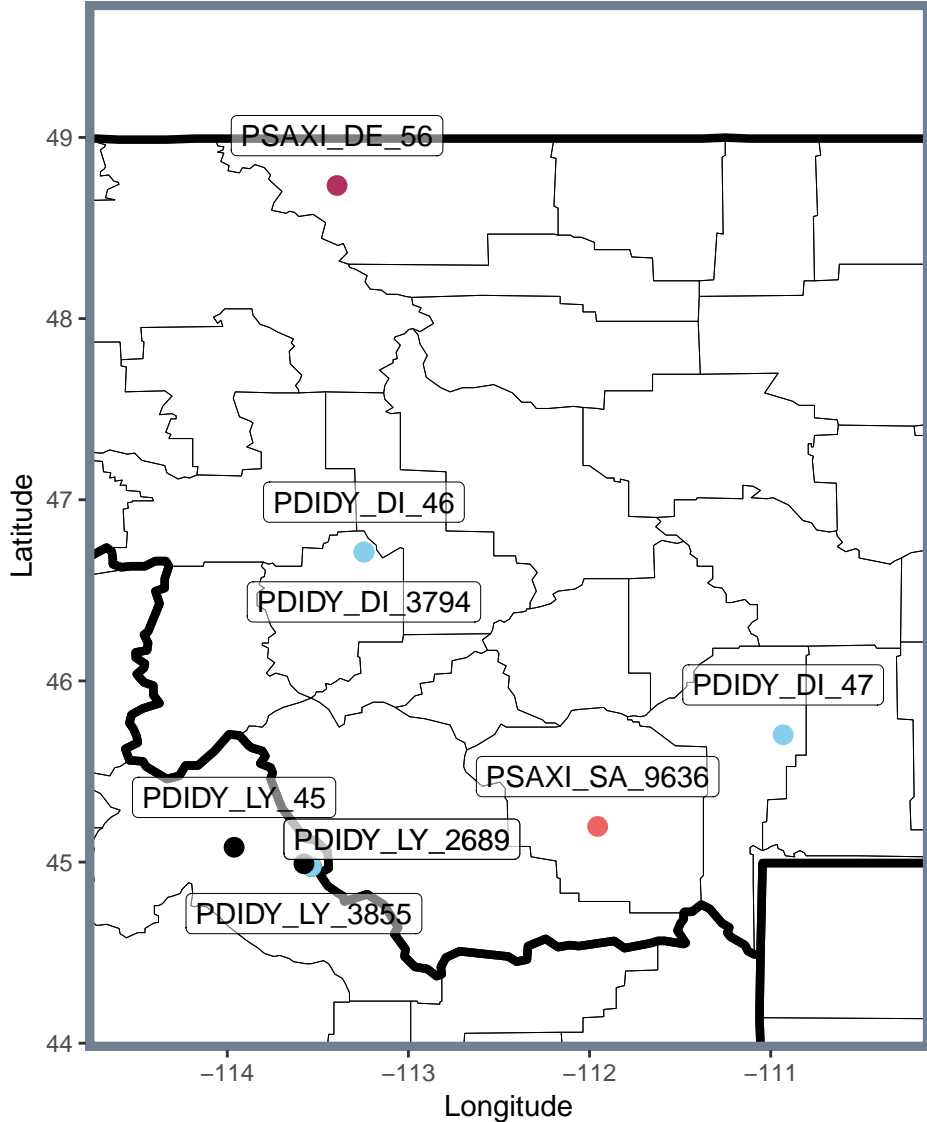 49
PSAXI_DE_56
48
47
PDIDY_DI_46
PDIDY_DI_3794
46
PDIDY_DI_47
PSAXI_SA_9636
PDIDY_LY_45
PDIDY_LY_2689
45
PDIDY_LY_3855
44
−114
−113
−112
−111
Longitude
Latitude